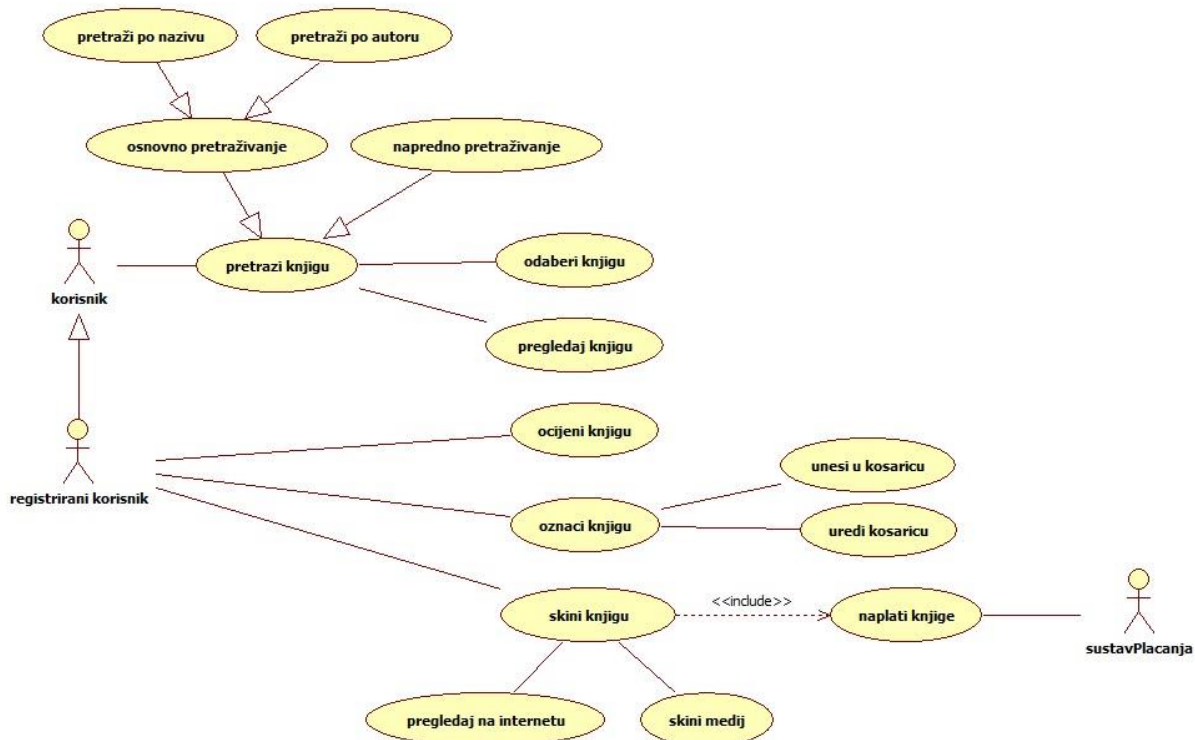 pretraži po nazivu
pretraži po autoru
osnovno pretraživanje
napredno pretraživanje
pretrazi knjigu
odaberi knjigu
korisnik
pregledaj knjigu
ocijeni knjigu
unesi u kosaricu
registrirani korisnik
oznaci knjigu
uredi kosaricu
<<include>>
skini knjigu
naplati knjige
sustavPlacanja
pregledaj na internetu
skini medij